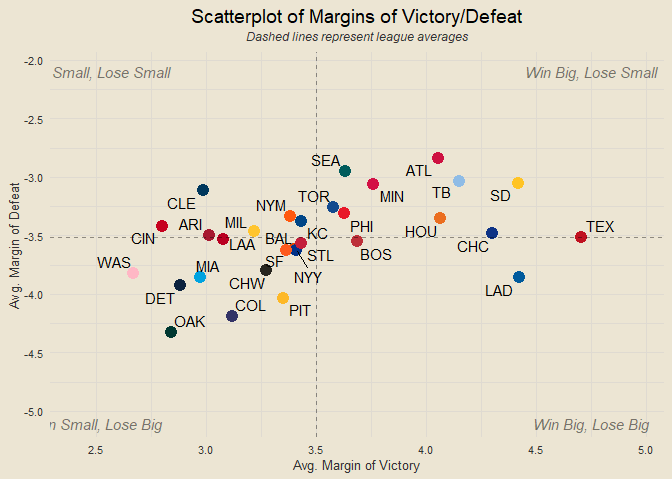 Scatterplot of Margins of Victory/Defeat
Dashed lines represent league averages
-2.0
Small, Lose Small
Win Big, Lose Small
-2.5
-3.0
SEA
ATL
TB
MIN
SD
CLE
NYM
TOR
ARI
MIL
PHI
CIN
LAA
BAL
KC
HOU
TEX
-3.5
CHC
STL
BOS
WAS
MIA
SF
NYY
CHW
LAD
DET
-4.0
COL
PIT
OAK
-4.5
-5.0
n Small, Lose Big
Win Big, Lose Big
2.5 3.0 3.5 4.0 4.5 5.0
Avg. Margin of Victory
Avg. Margin of Defeat